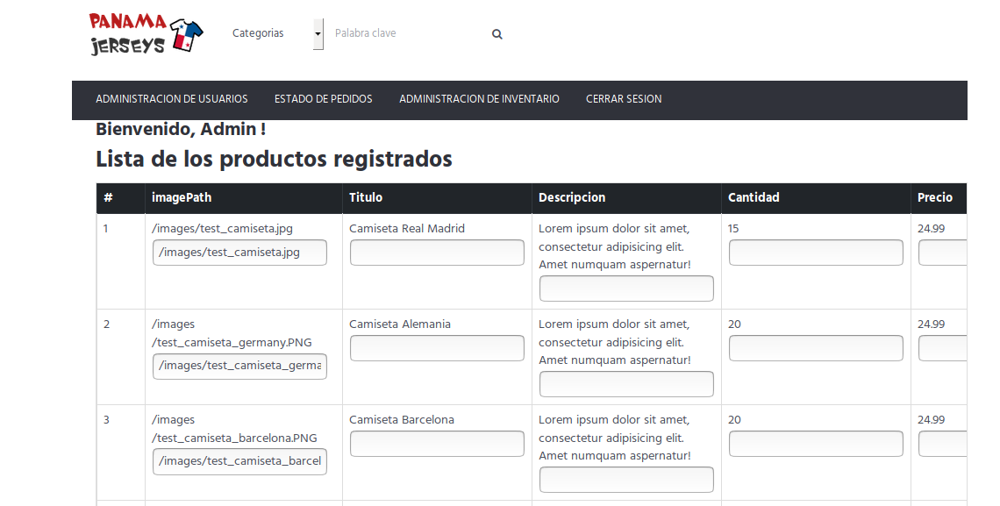 PANAMA
JERSEYS
Categorias
Palabra clave
ADMINISTRACION DE USUARIOS ESTADO DE PEDIDOS ADMINISTRACION DE INVENTARIO CERRAR SESION
Bienvenido, Admin !
Lista de los productos registrados
# imagePath Titulo Descripcion Cantidad Precio
1 /images/test_camiseta.jpg Camiseta Real Madrid Lorem ipsum dolor sit amet, 15 24.99
/images/test_camiseta.jpg consectetur adipisicing elit.
Amet numquam aspernatur!
2 /images Camiseta Alemania Lorem ipsum dolor sit amet, 20 24.99
/test_camiseta_germany.PNG consectetur adipisicing elit.
/images/test_camiseta_germa Amet numquam aspernatur!
3 /images Camiseta Barcelona Lorem ipsum dolor sit amet, 20 24.99
/test_camiseta_barcelona.PNG consectetur adipisicing elit.
/images/test_camiseta_barcel Amet numquam aspernatur!